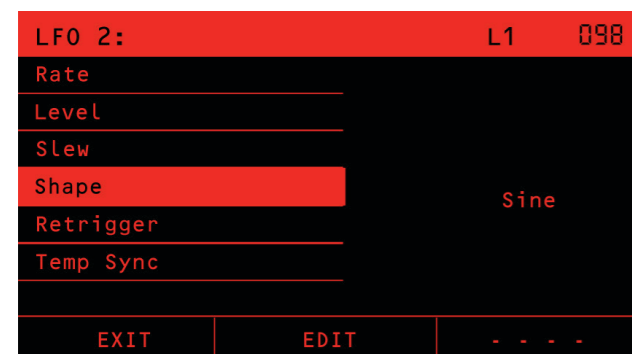 LFO 2: L1 098
Rate
Level
Slew
Shape
Sine
Retrigger
Temp Sync
EXIT EDIT - - - -